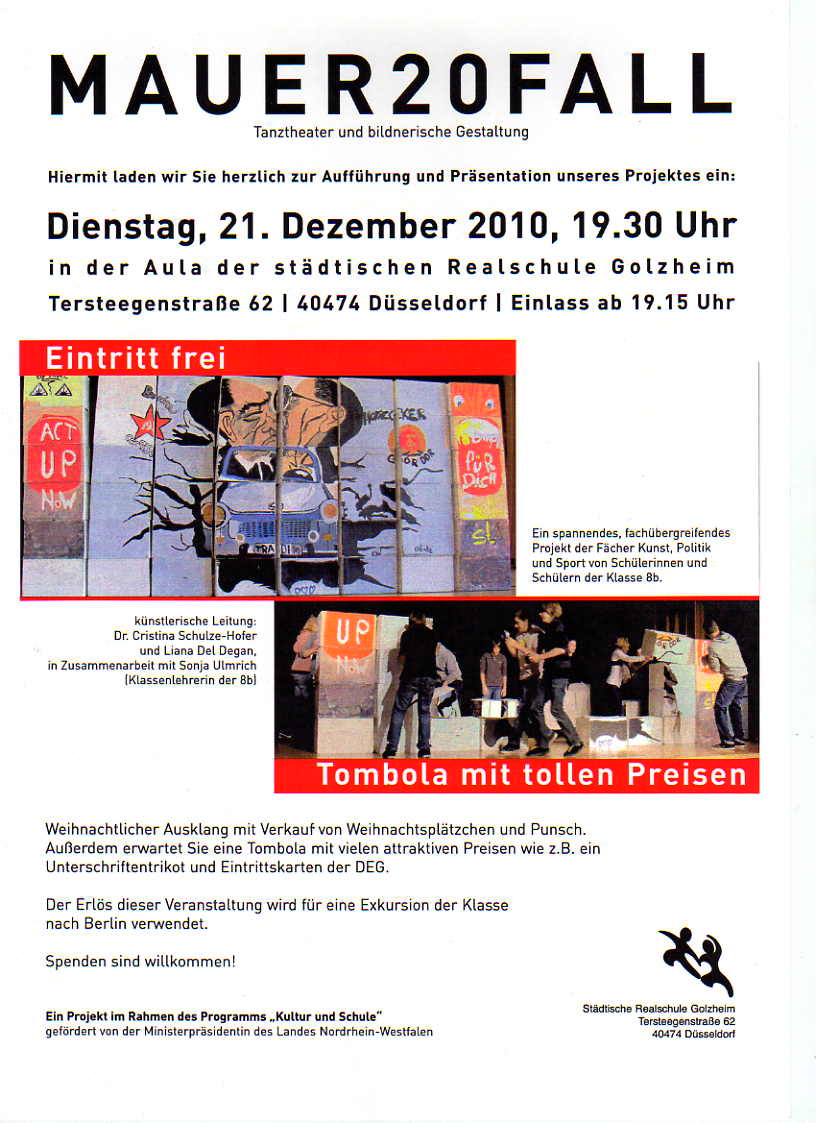 MAUER20FALL
Tanztheater und bildnerische Gestaltung
Hiermit laden wir Sie herzlich zur Aufführung und Präsentation unseres Projektes ein:
Dienstag, 21. Dezember 2010, 19.30 Uhr
in der Aula der städtischen Realschule Golzheim
Tersteegenstraße 62 | 40474 Düsseldorf | Einlass ab 19.15 Uhr
Eintritt frei
ACT
UP
NOW
FÜR
DICH
s!
Ein spannendes, fachübergreifendes
Projekt der Fächer Kunst, Politik
und Sport von Schülerinnen und
Schülern der Klasse 8b.
künstlerische Leitung:
Dr. Cristina Schulze-Hofer
und Liana Del Degan,
in Zusammenarbeit mit Sonja Ulmrich
(Klassenlehrerin der 8b)
UP
NOW
Tombola mit tollen Preisen
Weihnachtlicher Ausklang mit Verkauf von Weihnachtsplätzchen und Punsch.
Außerdem erwartet Sie eine Tombola mit vielen attraktiven Preisen wie z.B. ein
Unterschriftentrikot und Eintrittskarten der DEG.
Der Erlös dieser Veranstaltung wird für eine Exkursion der Klasse
nach Berlin verwendet.
Spenden sind willkommen!
Ein Projekt im Rahmen des Programms „Kultur und Schule"
gefördert von der Ministerpräsidentin des Landes Nordrhein-Westfalen
Städtische Realschule Golzheim
Tersteegenstraße 62
40474 Düsseldorf